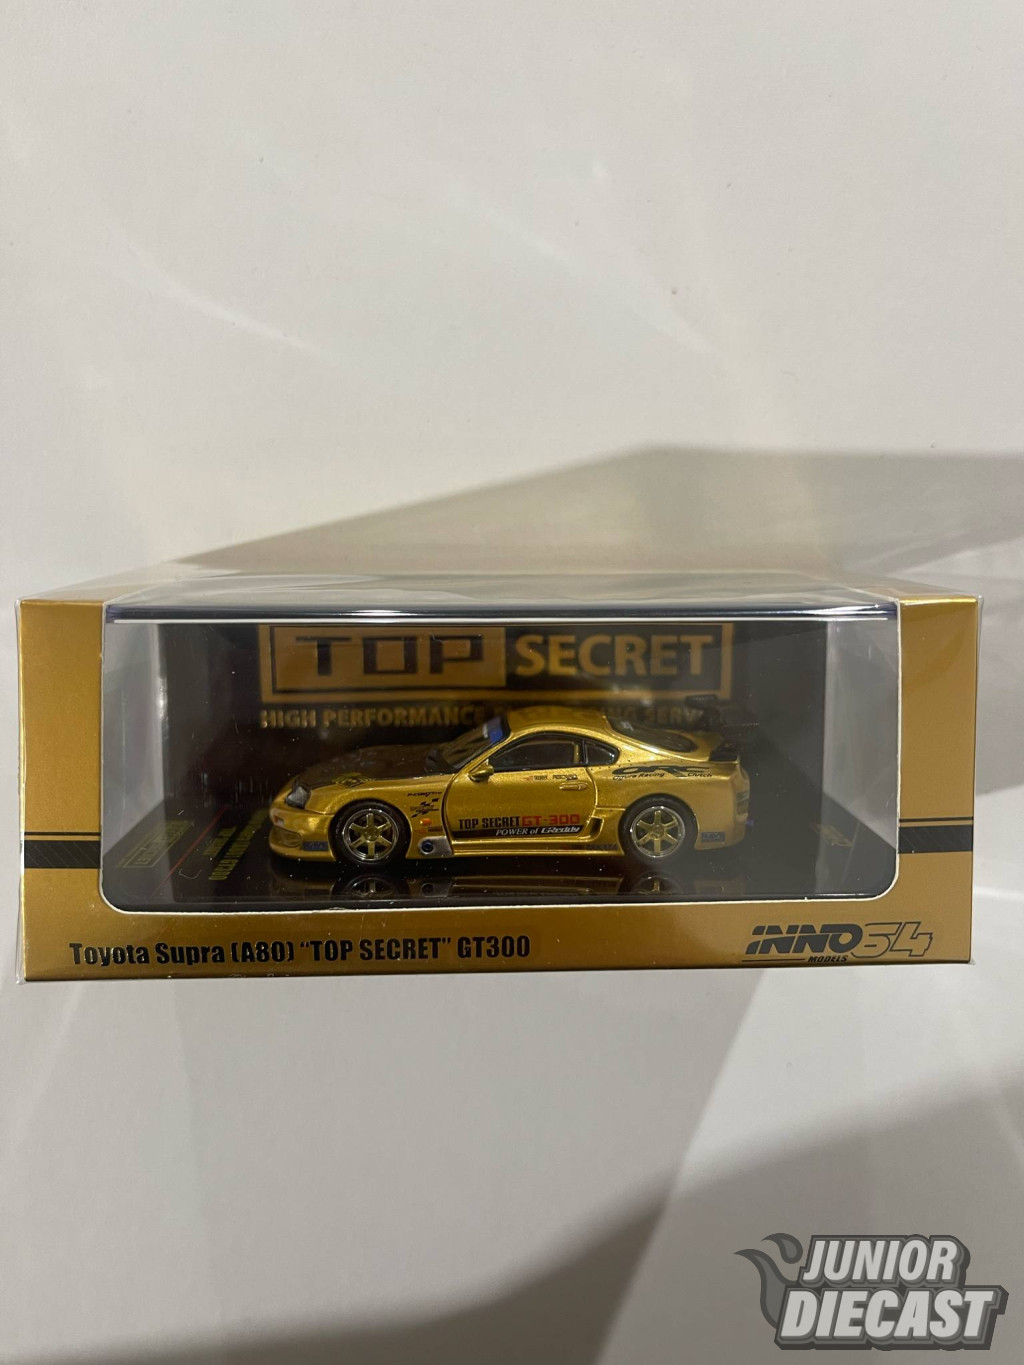 TOP SECRET
HIGH PERFORMANCE
TOP SECRET GT-300
POWER of GReddy
Toyota Supra (A80) “TOP SECRET” GT300
INNO64
MODELS
JUNIOR
DIECAST